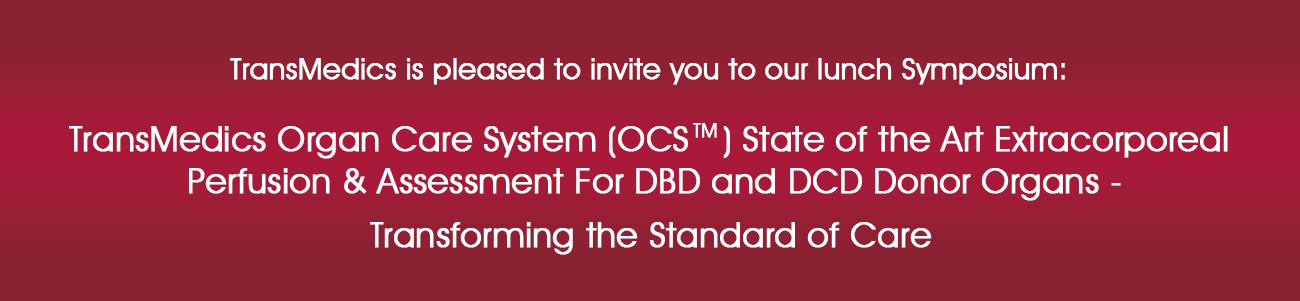 TransMedics is pleased to invite you to our lunch Symposium:
TransMedics Organ Care System (OCS™) State of the Art Extracorporeal
Perfusion & Assessment For DBD and DCD Donor Organs -
Transforming the Standard of Care